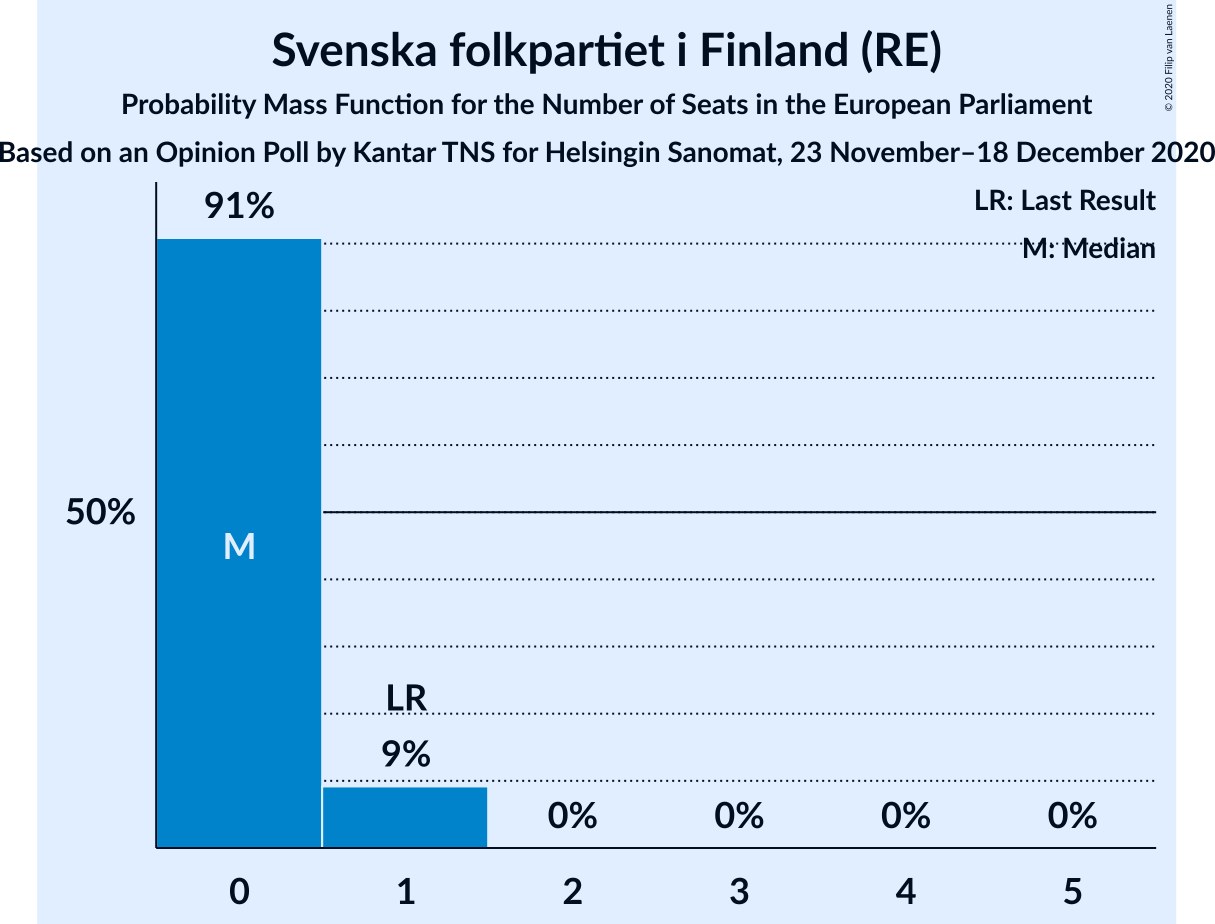 Svenska folkpartiet i Finland (RE)
Probability Mass Function for the Number of Seats in the European Parliament
Based on an Opinion Poll by Kantar TNS for Helsingin Sanomat, 23 November–18 December 2020
© 2020 Filip van Laenen
LR: Last Result
M: Median
91%
50%
M
LR
9%
0% 0% 0% 0%
0 1 2 3 4 5